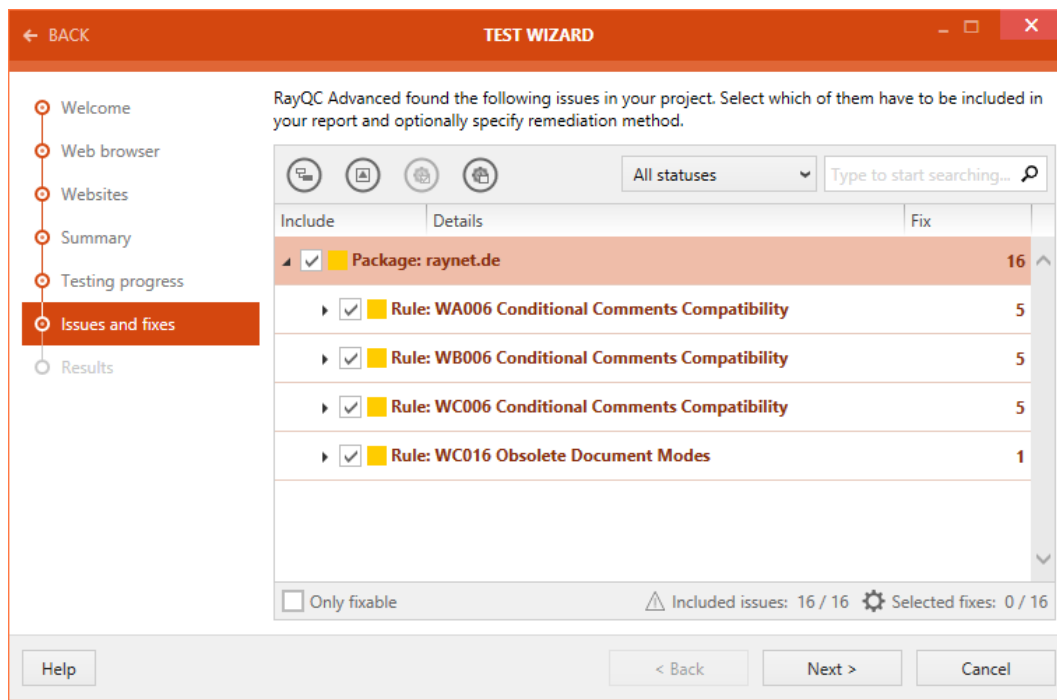 BACK
TEST WIZARD
Welcome
Web browser
Websites
Summary
Testing progress
Issues and fixes
Results
RayQC Advanced found the following issues in your project. Select which of them have to be included in
your report and optionally specify remediation method.
All statuses
Type to start searching...
Include Details Fix
Package: raynet.de 16
Rule: WA006 Conditional Comments Compatibility 5
Rule: WB006 Conditional Comments Compatibility 5
Rule: WC006 Conditional Comments Compatibility 5
Rule: WC016 Obsolete Document Modes 1
Only fixable Included issues: 16 / 16 Selected fixes: 0 / 16
Help < Back Next > Cancel